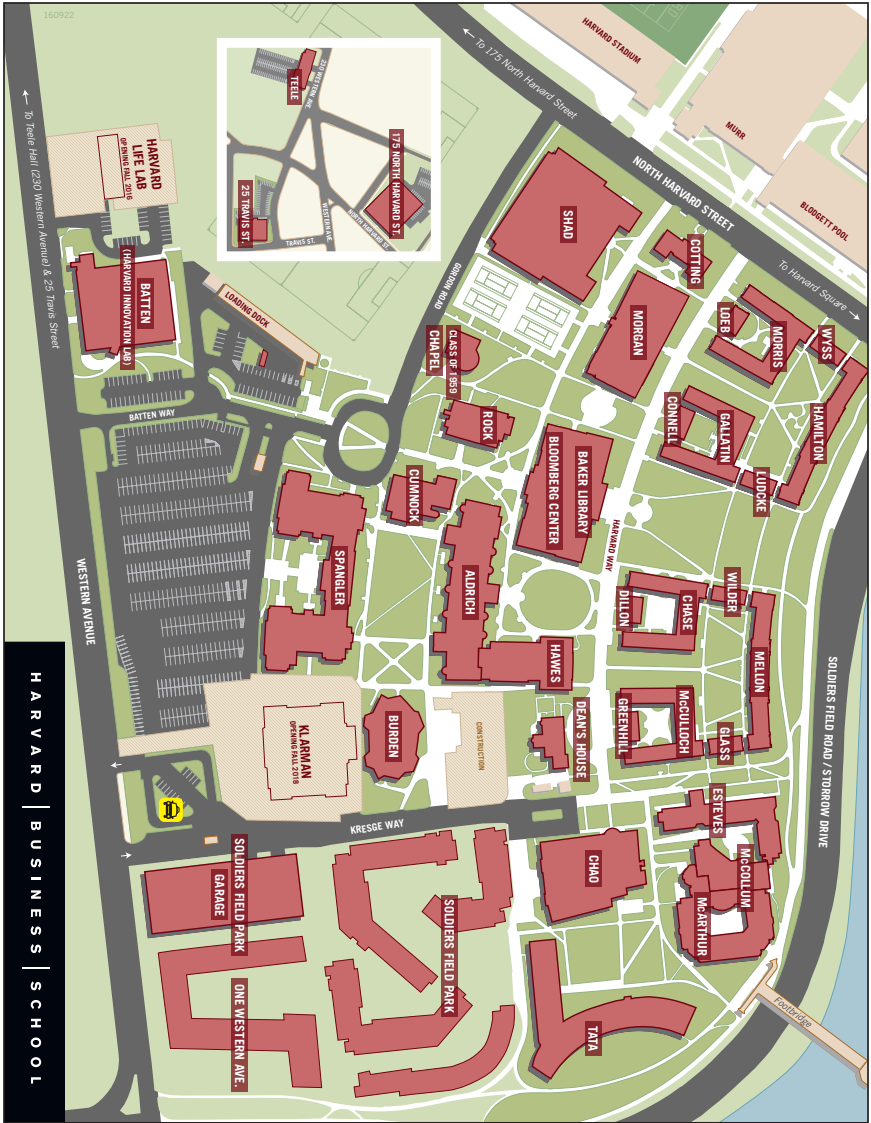 160922
HARVARD STADIUM
MURR
BLODGETT POOL
← To 175 North Harvard Street
NORTH HARVARD STREET
To Harvard Square →
← To Teele Hall (230 Western Avenue) & 25 Travis Street
TEELE
230 WESTERN AVE.
175 NORTH HARVARD ST.
25 TRAVIS ST.
WESTERN AVE.
NORTH HARVARD ST.
TRAVIS ST.
HARVARD
LIFE LAB
OPENING FALL 2016
BATTEN
(HARVARD INNOVATION LAB)
LOADING DOCK
GORDON ROAD
SHAD
COTTING
MORGAN
LOEB
MORRIS
WYSS
HAMILTON
CLASS OF 1959
CHAPEL
ROCK
CONNELL
GALLATIN
LUDCKE
BATTEN WAY
CUMNOCK
BAKER LIBRARY
BLOOMBERG CENTER
HARVARD WAY
SPANGLER
ALDRICH
DILLON
CHASE
WILDER
MELLON
HAWES
WESTERN AVENUE
SOLDIERS FIELD ROAD / STORROW DRIVE
KLARMAN
OPENING FALL 2018
BURDEN
CONSTRUCTION
DEAN'S HOUSE
GREENHILL
McCULLOCH
GLASS
KRESGE WAY
ESTEVES
McCOLLUM
McARTHUR
CHAO
SOLDIERS FIELD PARK
GARAGE
SOLDIERS FIELD PARK
ONE WESTERN AVE.
TATA
Footbridge
HARVARD | BUSINESS | SCHOOL